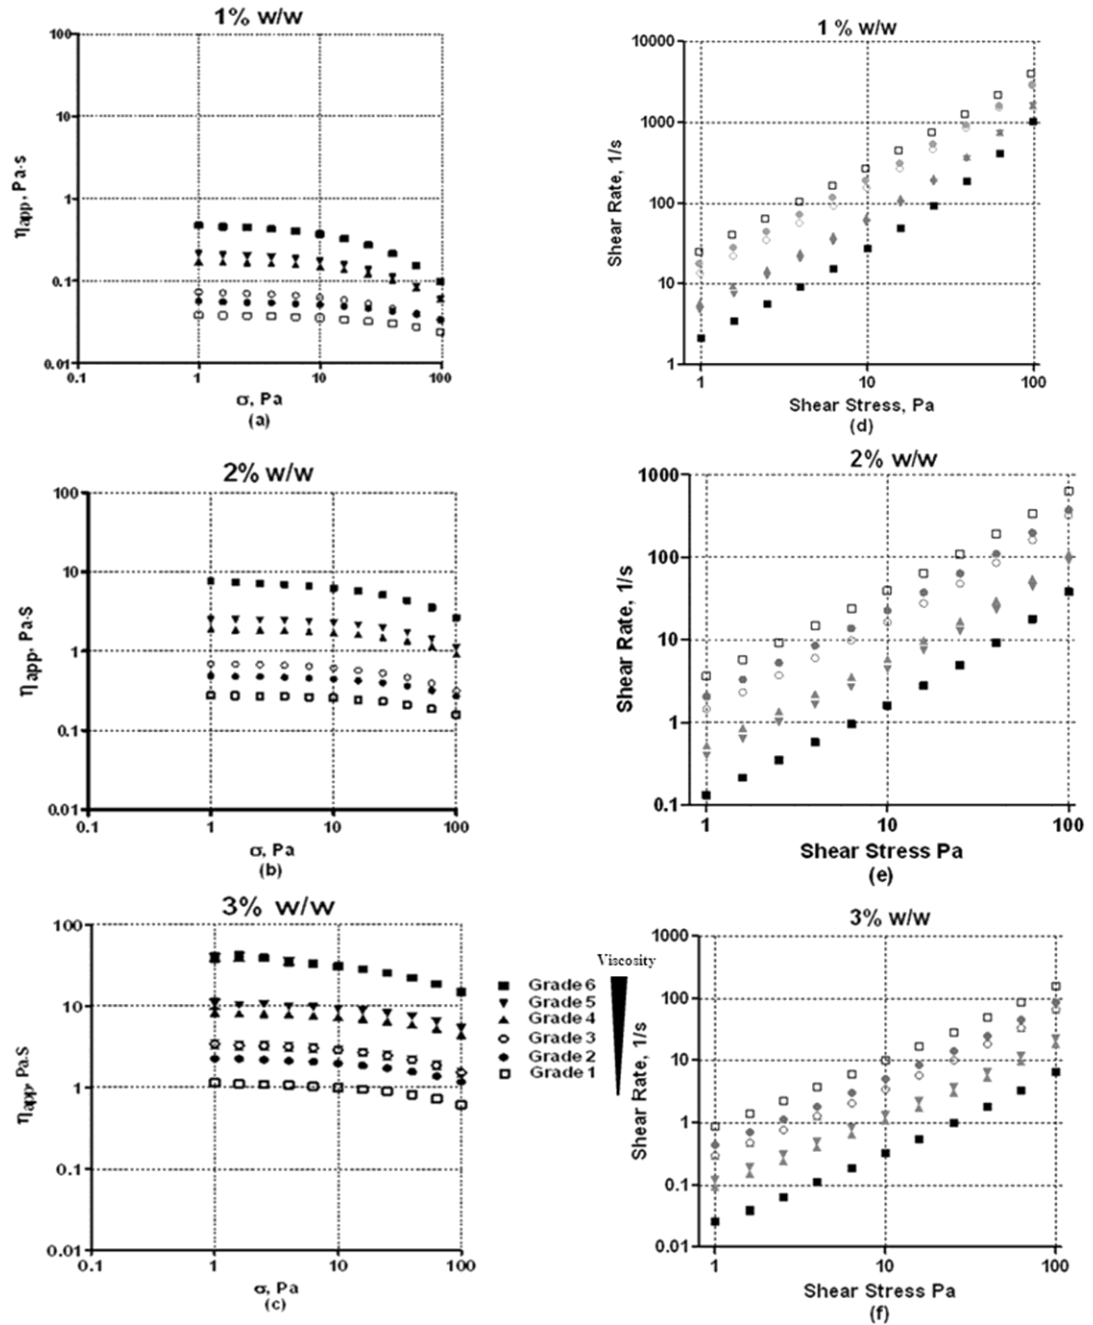 1% w/w
100
10
1
0.1
0.01
0.1
1
10
100
ηapp, Pa·s
σ, Pa
(a)
1 % w/w
10000
1000
100
10
1
1
10
100
Shear Rate, 1/s
Shear Stress, Pa
(d)
2% w/w
100
10
1
0.1
0.01
0.1
1
10
100
ηapp, Pa·S
σ, Pa
(b)
2% w/w
1000
100
10
1
0.1
1
10
100
Shear Rate, 1/s
Shear Stress Pa
(e)
3% w/w
100
10
1
0.1
0.01
0.1
1
10
100
ηapp, Pa.S
σ, Pa
(c)
Viscosity
Grade 6
Grade 5
Grade 4
Grade 3
Grade 2
Grade 1
3% w/w
1000
100
10
1
0.1
0.01
1
10
100
Shear Rate, 1/s
Shear Stress Pa
(f)